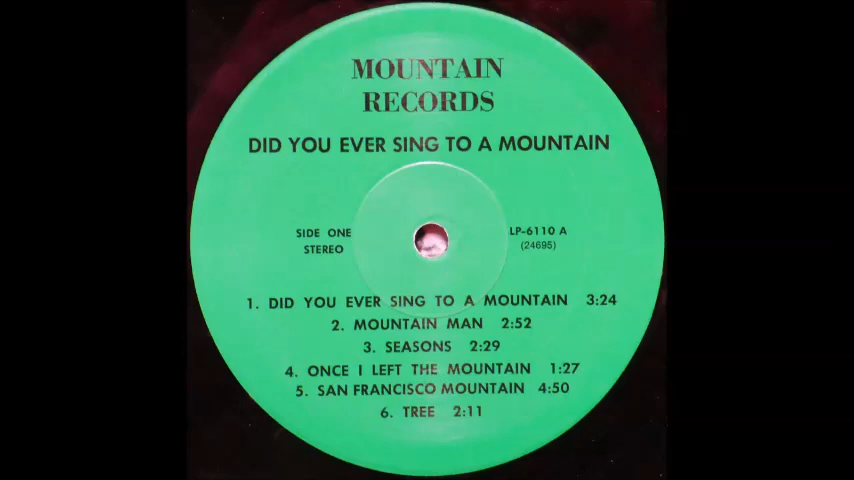 MOUNTAIN
RECORDS
DID YOU EVER SING TO A MOUNTAIN
SIDE ONE
STEREO
LP-6110 A
(24695)
1. DID YOU EVER SING TO A MOUNTAIN 3:24
2. MOUNTAIN MAN 2:52
3. SEASONS 2:29
4. ONCE I LEFT THE MOUNTAIN 1:27
5. SAN FRANCISCO MOUNTAIN 4:50
6. TREE 2:11